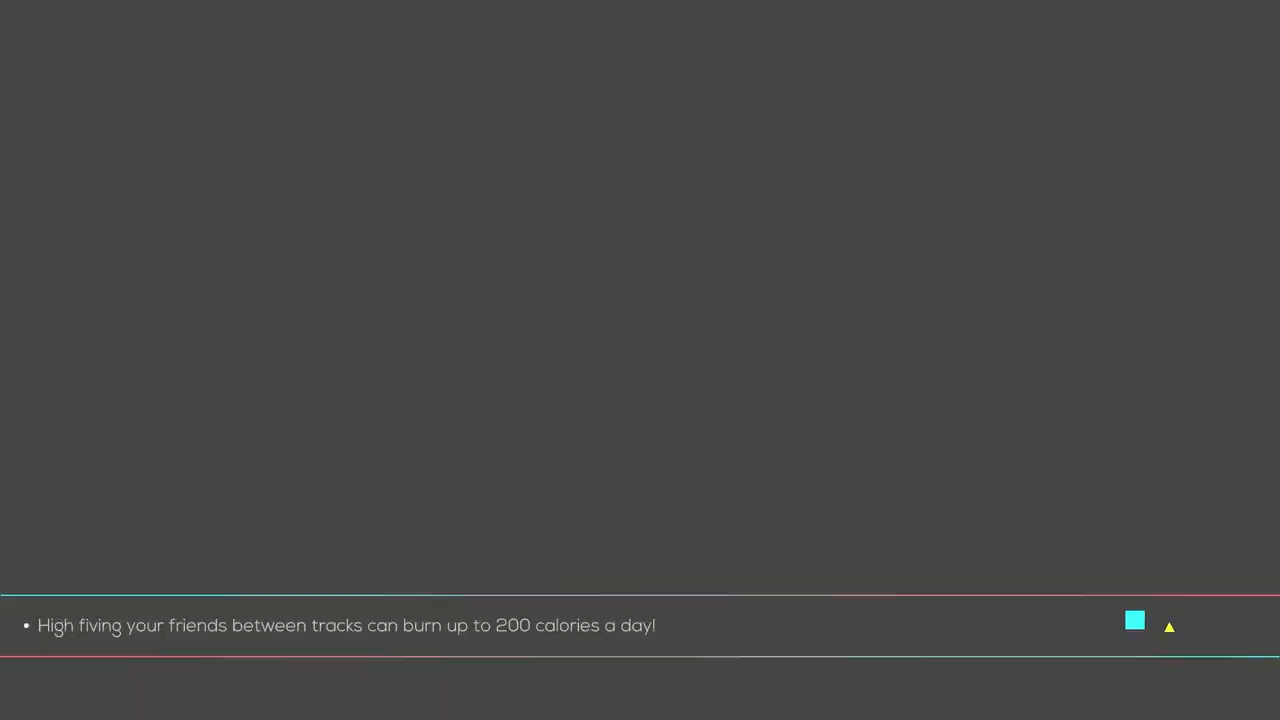 • High fiving your friends between tracks can burn up to 200 calories a day!